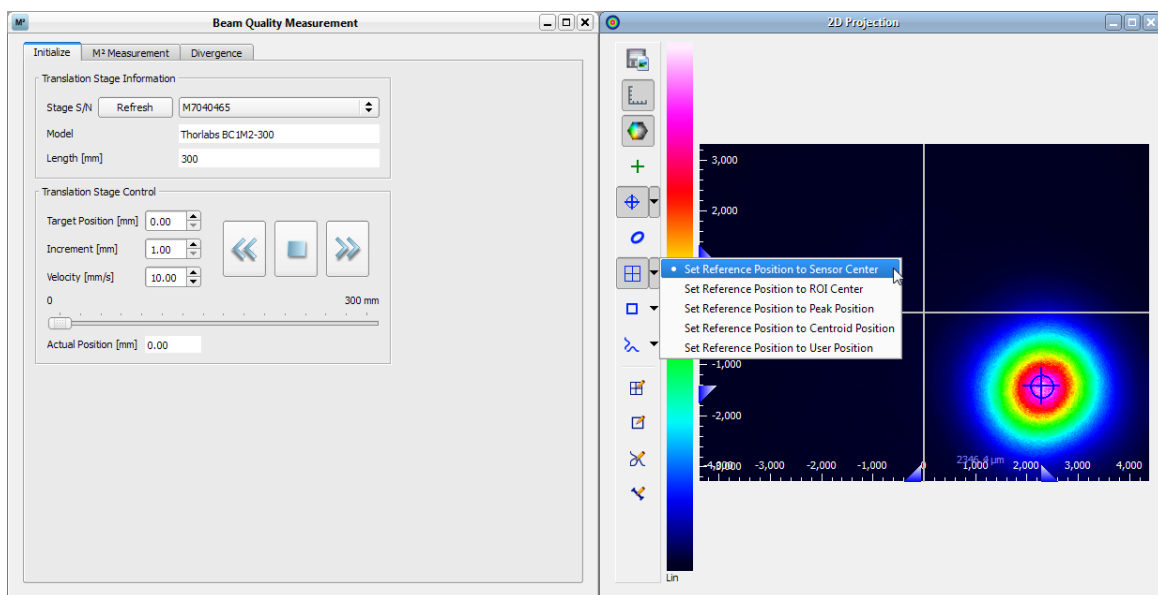 M²
Beam Quality Measurement
Initialize
M² Measurement
Divergence
Translation Stage Information
Stage S/N
Refresh
M7040465
Model
Thorlabs BC1M2-300
Length [mm]
300
Translation Stage Control
Target Position [mm]
0.00
Increment [mm]
1.00
Velocity [mm/s]
10.00
0
300 mm
Actual Position [mm]
0.00
2D Projection
3,000
2,000
Set Reference Position to Sensor Center
Set Reference Position to ROI Center
Set Reference Position to Peak Position
Set Reference Position to Centroid Position
Set Reference Position to User Position
-1,000
-2,000
-3,000
-2,000
-1,000
0
1,000
2,000
3,000
4,000
Lin